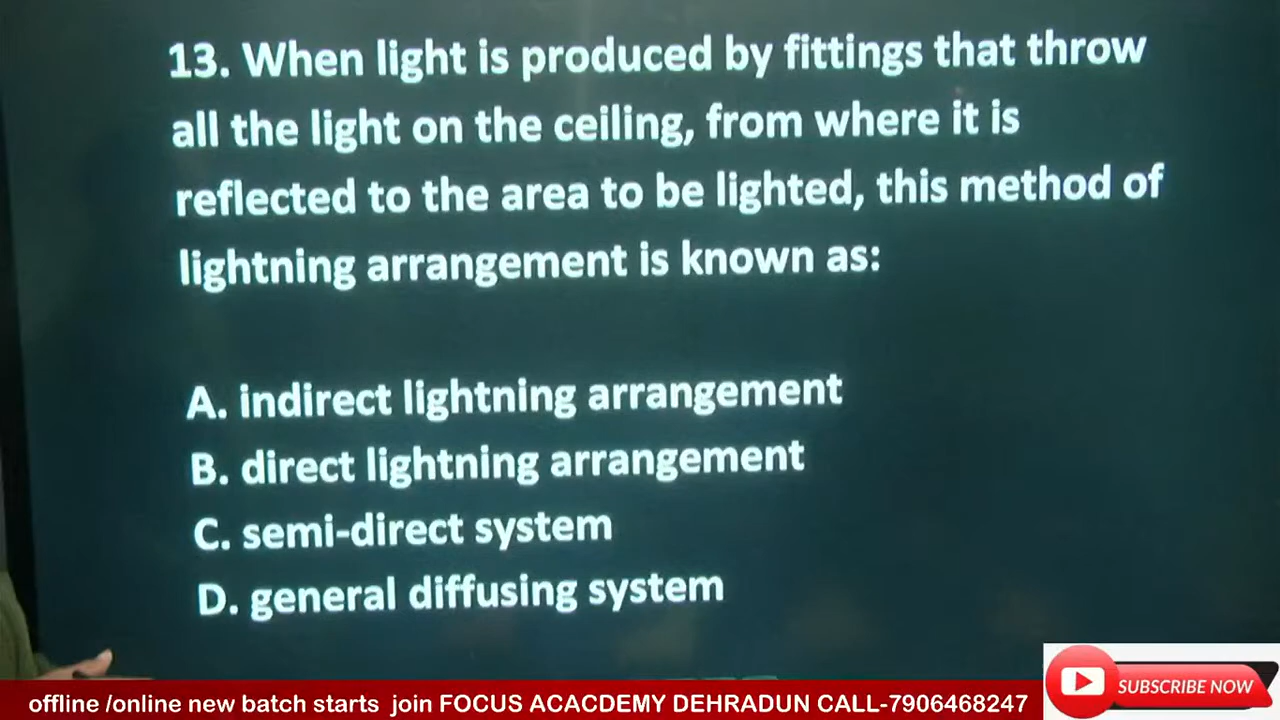 13. When light is produced by fittings that throw
all the light on the ceiling, from where it is
reflected to the area to be lighted, this method of
lightning arrangement is known as:
A. indirect lightning arrangement
B. direct lightning arrangement
C. semi-direct system
D. general diffusing system
offline /online new batch starts join FOCUS ACACDEMY DEHRADUN CALL-7906468247
SUBSCRIBE NOW